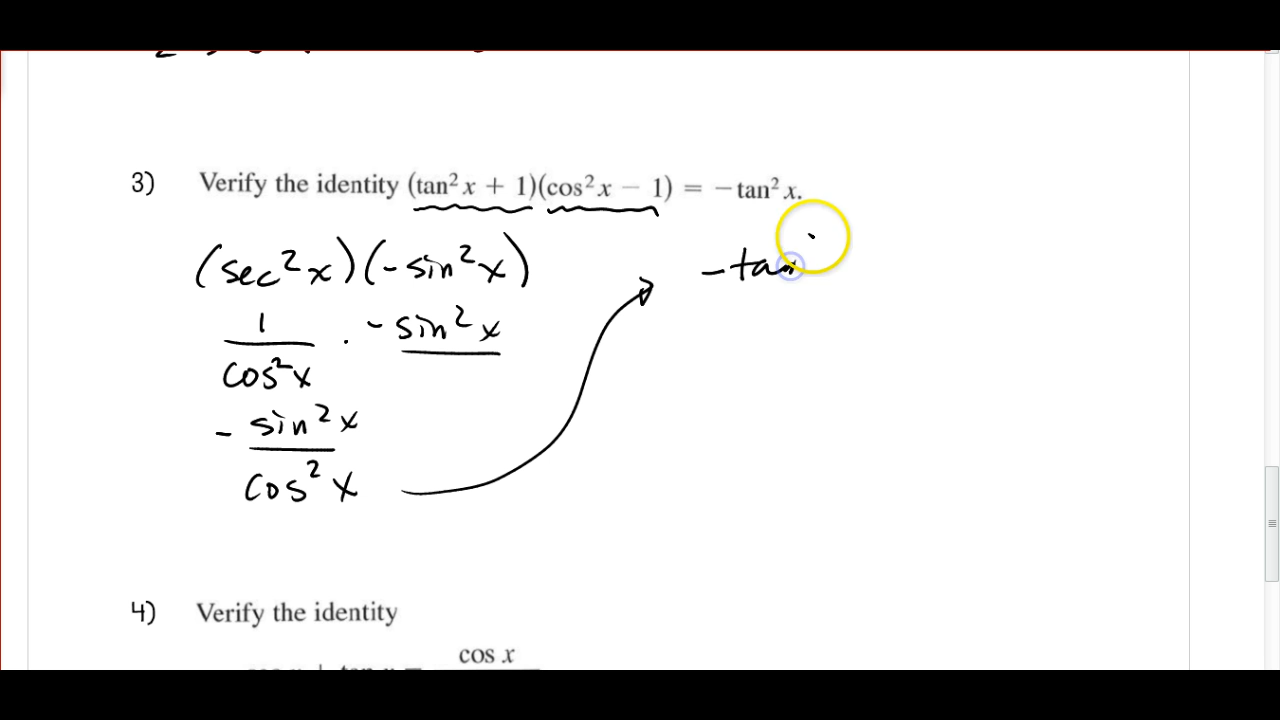 3) Verify the identity (tan² x + 1)(cos² x − 1) = −tan² x.
(sec²x)(-sin²x)
1/cos²x · -sin²x
-tan
- sin²x/cos²x
4) Verify the identity
cos x